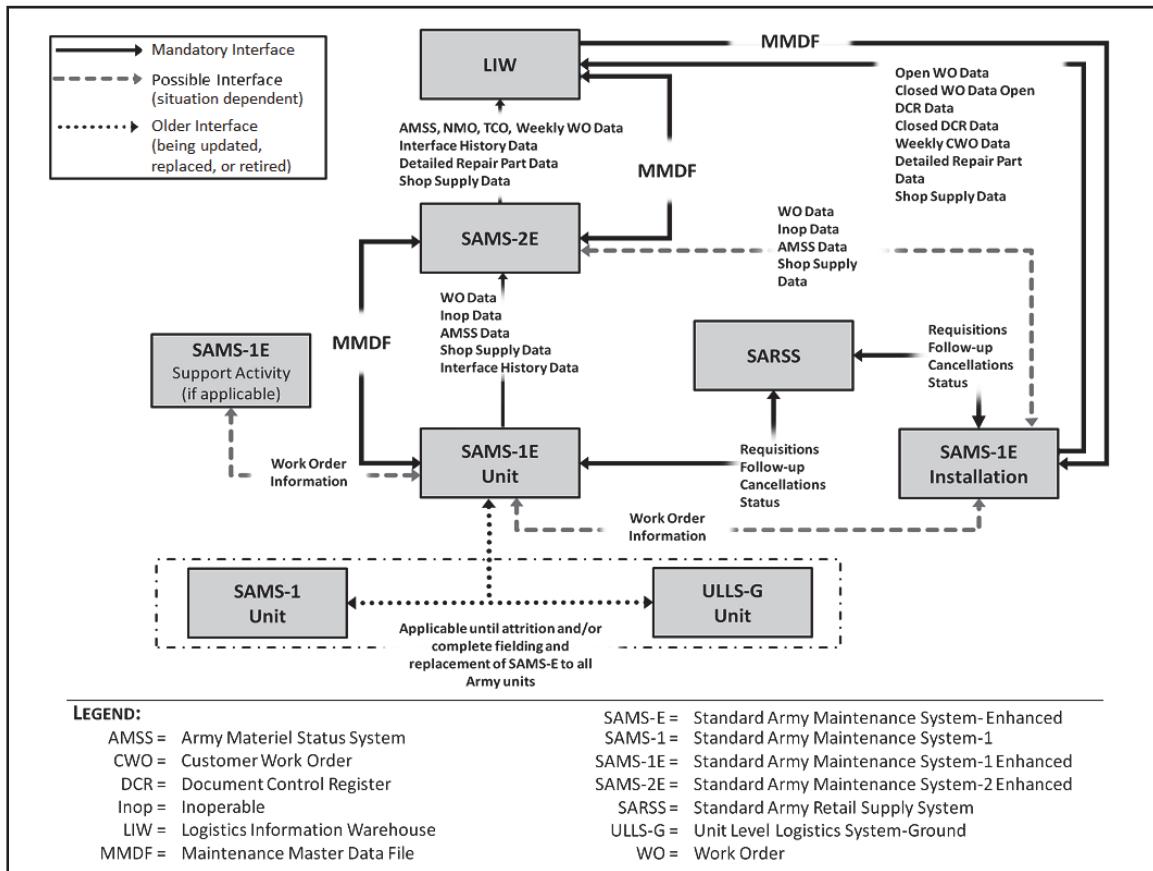 Mandatory Interface
Possible Interface
(situation dependent)
Older Interface
(being updated,
replaced, or retired)
LIW
MMDF
Open WO Data
Closed WO Data Open
DCR Data
Closed DCR Data
Weekly CWO Data
Detailed Repair Part
Data
Shop Supply Data
AMSS, NMO, TCO, Weekly WO Data
Interface History Data
Detailed Repair Part Data
Shop Supply Data
MMDF
SAMS-2E
WO Data
Inop Data
AMSS Data
Shop Supply
Data
WO Data
Inop Data
AMSS Data
Shop Supply Data
Interface History Data
MMDF
SAMS-1E
Support Activity
(if applicable)
SARSS
Requisitions
Follow-up
Cancellations
Status
SAMS-1E
Unit
Requisitions
Follow-up
Cancellations
Status
SAMS-1E
Installation
Work Order
Information
Work Order
Information
SAMS-1
Unit
ULLS-G
Unit
Applicable until attrition and/or
complete fielding and
replacement of SAMS-E to all
Army units
LEGEND:
AMSS = Army Materiel Status System
CWO = Customer Work Order
DCR = Document Control Register
Inop = Inoperable
LIW = Logistics Information Warehouse
MMDF = Maintenance Master Data File
SAMS-E = Standard Army Maintenance System- Enhanced
SAMS-1 = Standard Army Maintenance System-1
SAMS-1E = Standard Army Maintenance System-1 Enhanced
SAMS-2E = Standard Army Maintenance System-2 Enhanced
SARSS = Standard Army Retail Supply System
ULLS-G = Unit Level Logistics System-Ground
WO = Work Order